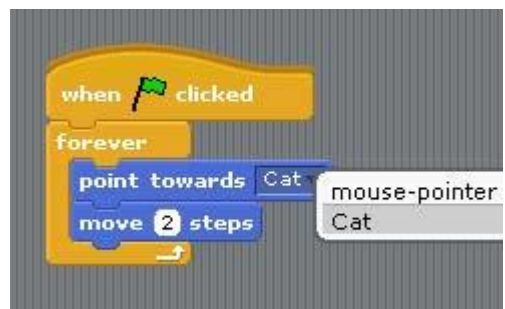 when clicked
forever
point towards Cat
mouse-pointer
move 2 steps
Cat